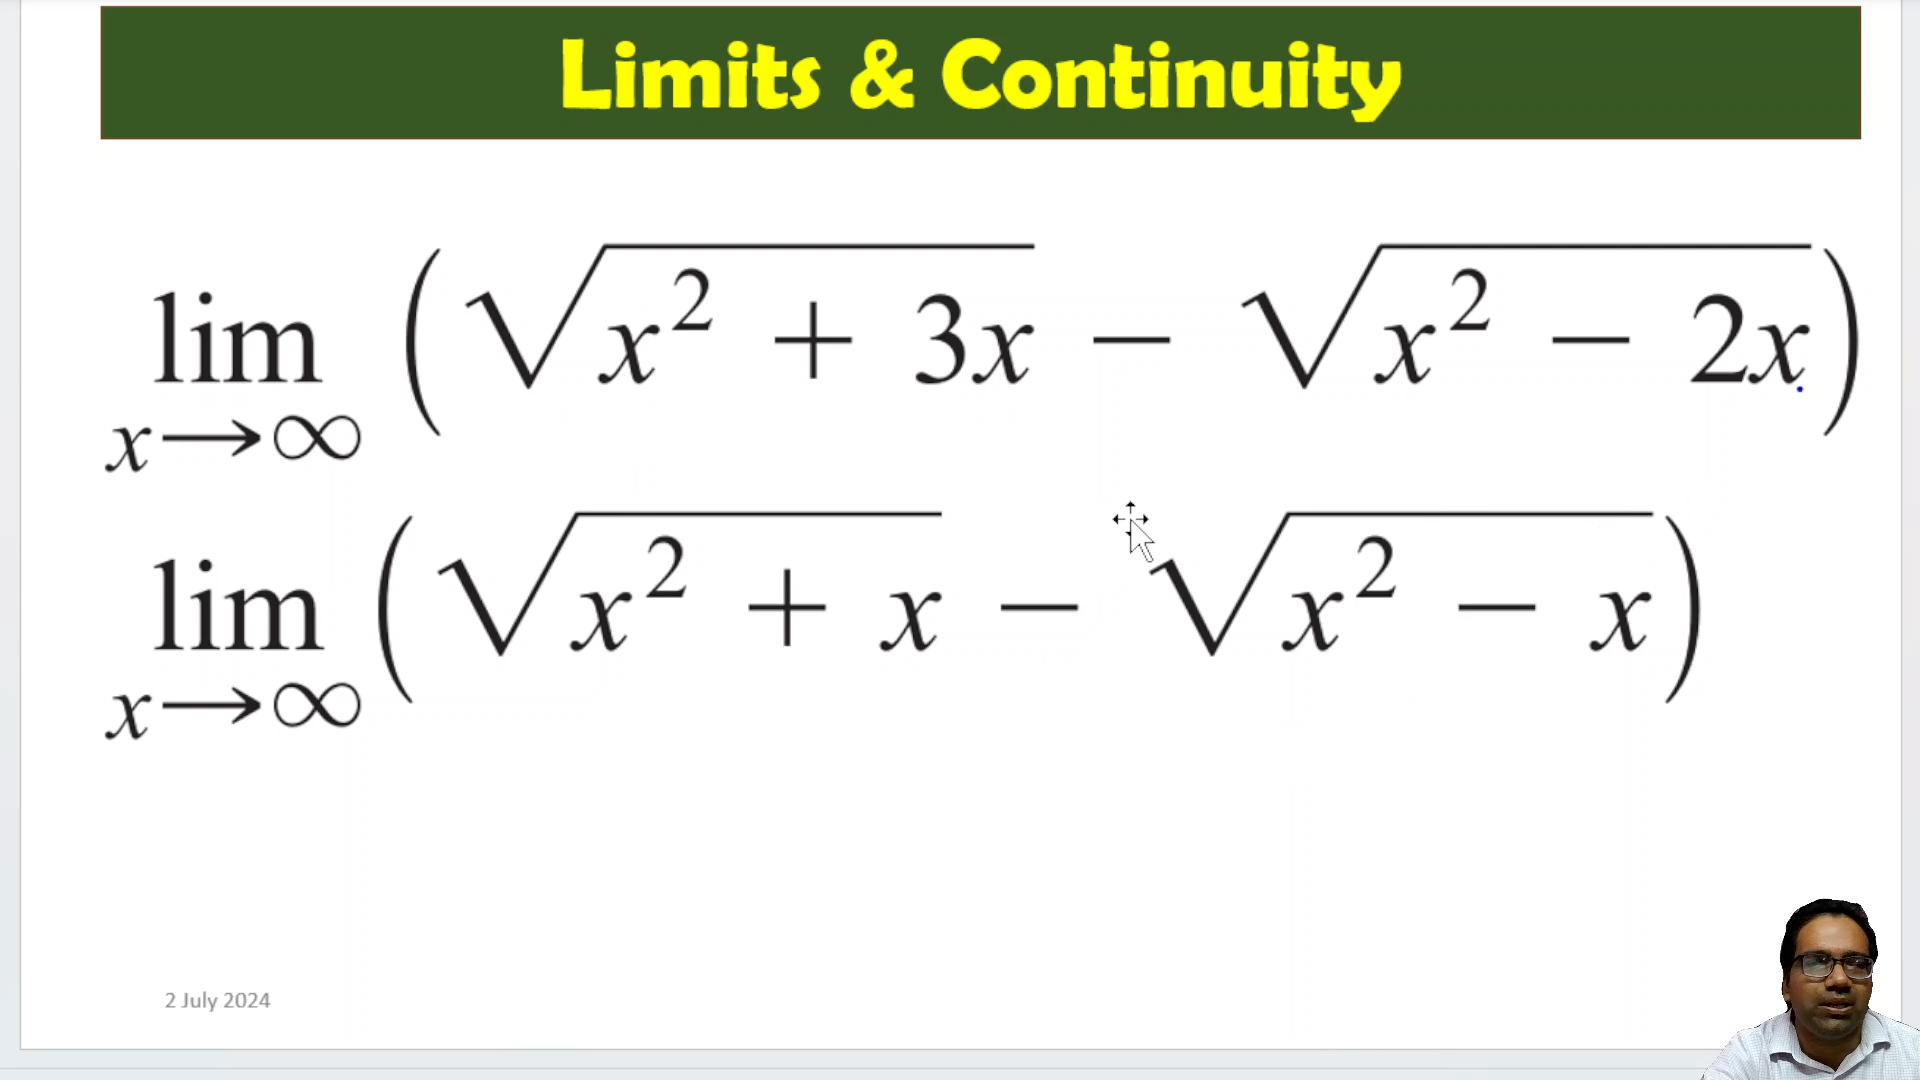 Limits & Continuity
lim x→∞ (√(x² + 3x) − √(x² − 2x))
lim x→∞ (√(x² + x) − √(x² − x))
2 July 2024